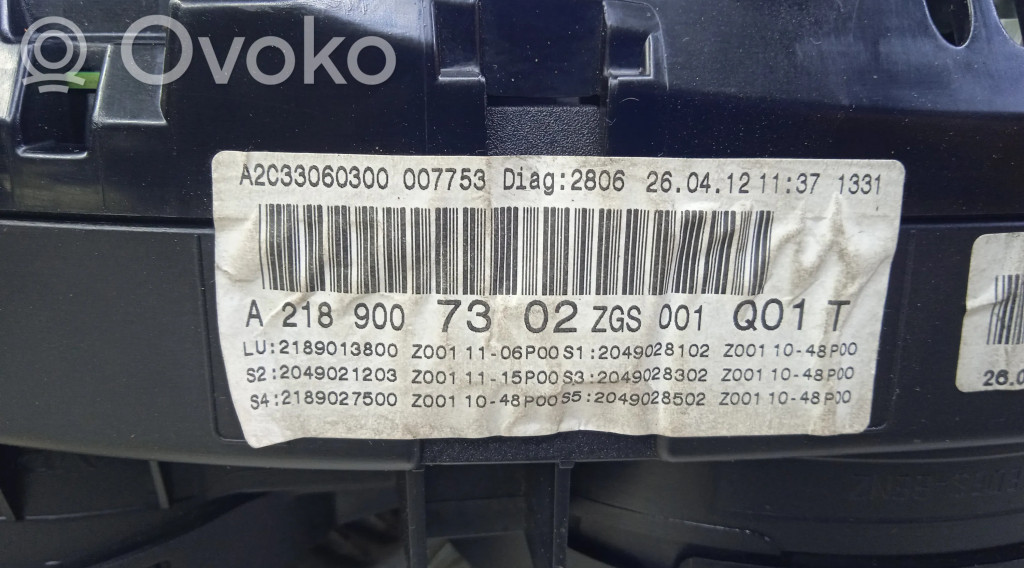 Ovoko
A2C33060300 007753 Diag:2806 26.04.12 11:37 1331
A 218 900 73 02 ZGS 001 Q01 T
LU:2189013800 Z001 11-06P00 S1:2049028102 Z001 10-48P00
S2:2049021203 Z001 11-15P00 S3:2049028302 Z001 10-48P00
S4:2189027500 Z001 10-48P00 S5:2049028502 Z001 10-48P00
26.0